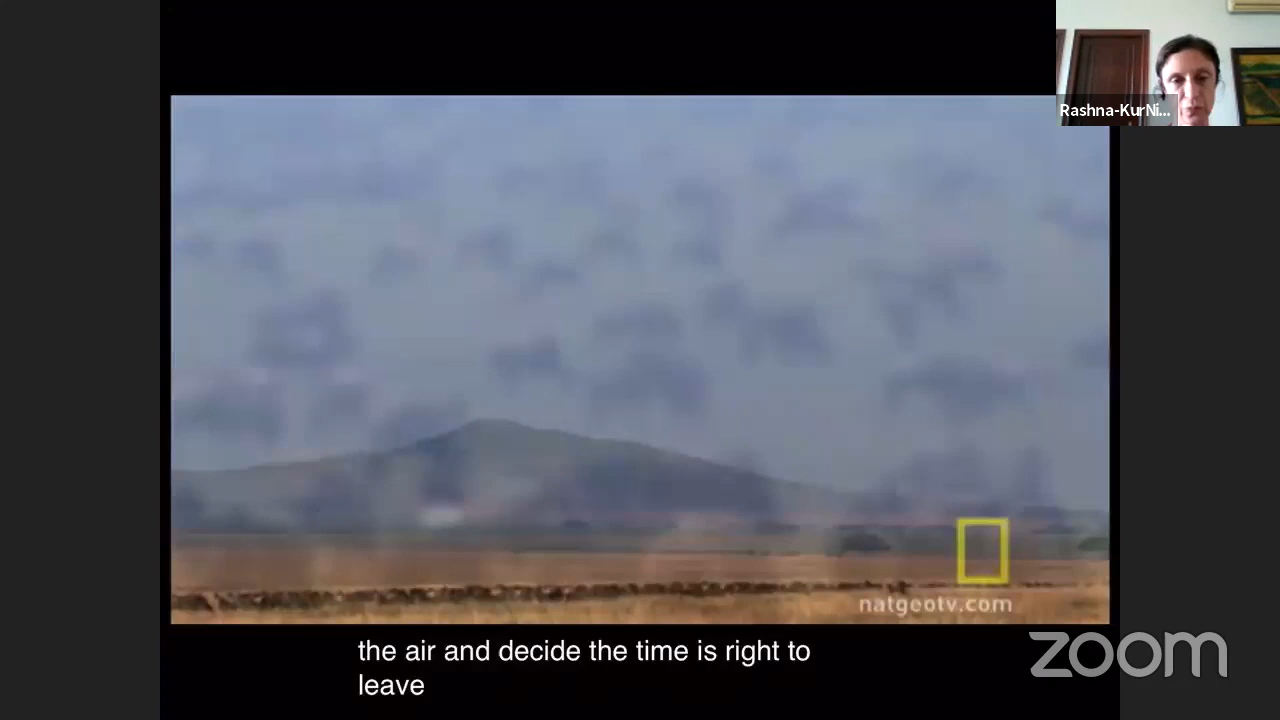 Rashna-KurNi...
natgeotv.com
the air and decide the time is right to
leave
zoom